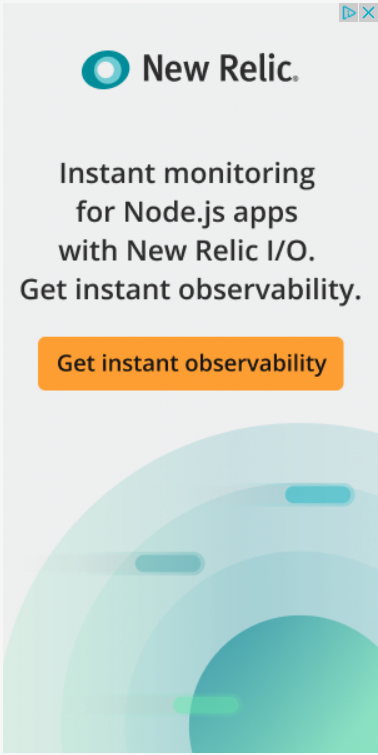 New Relic®
Instant monitoring
for Node.js apps
with New Relic I/O.
Get instant observability.
Get instant observability